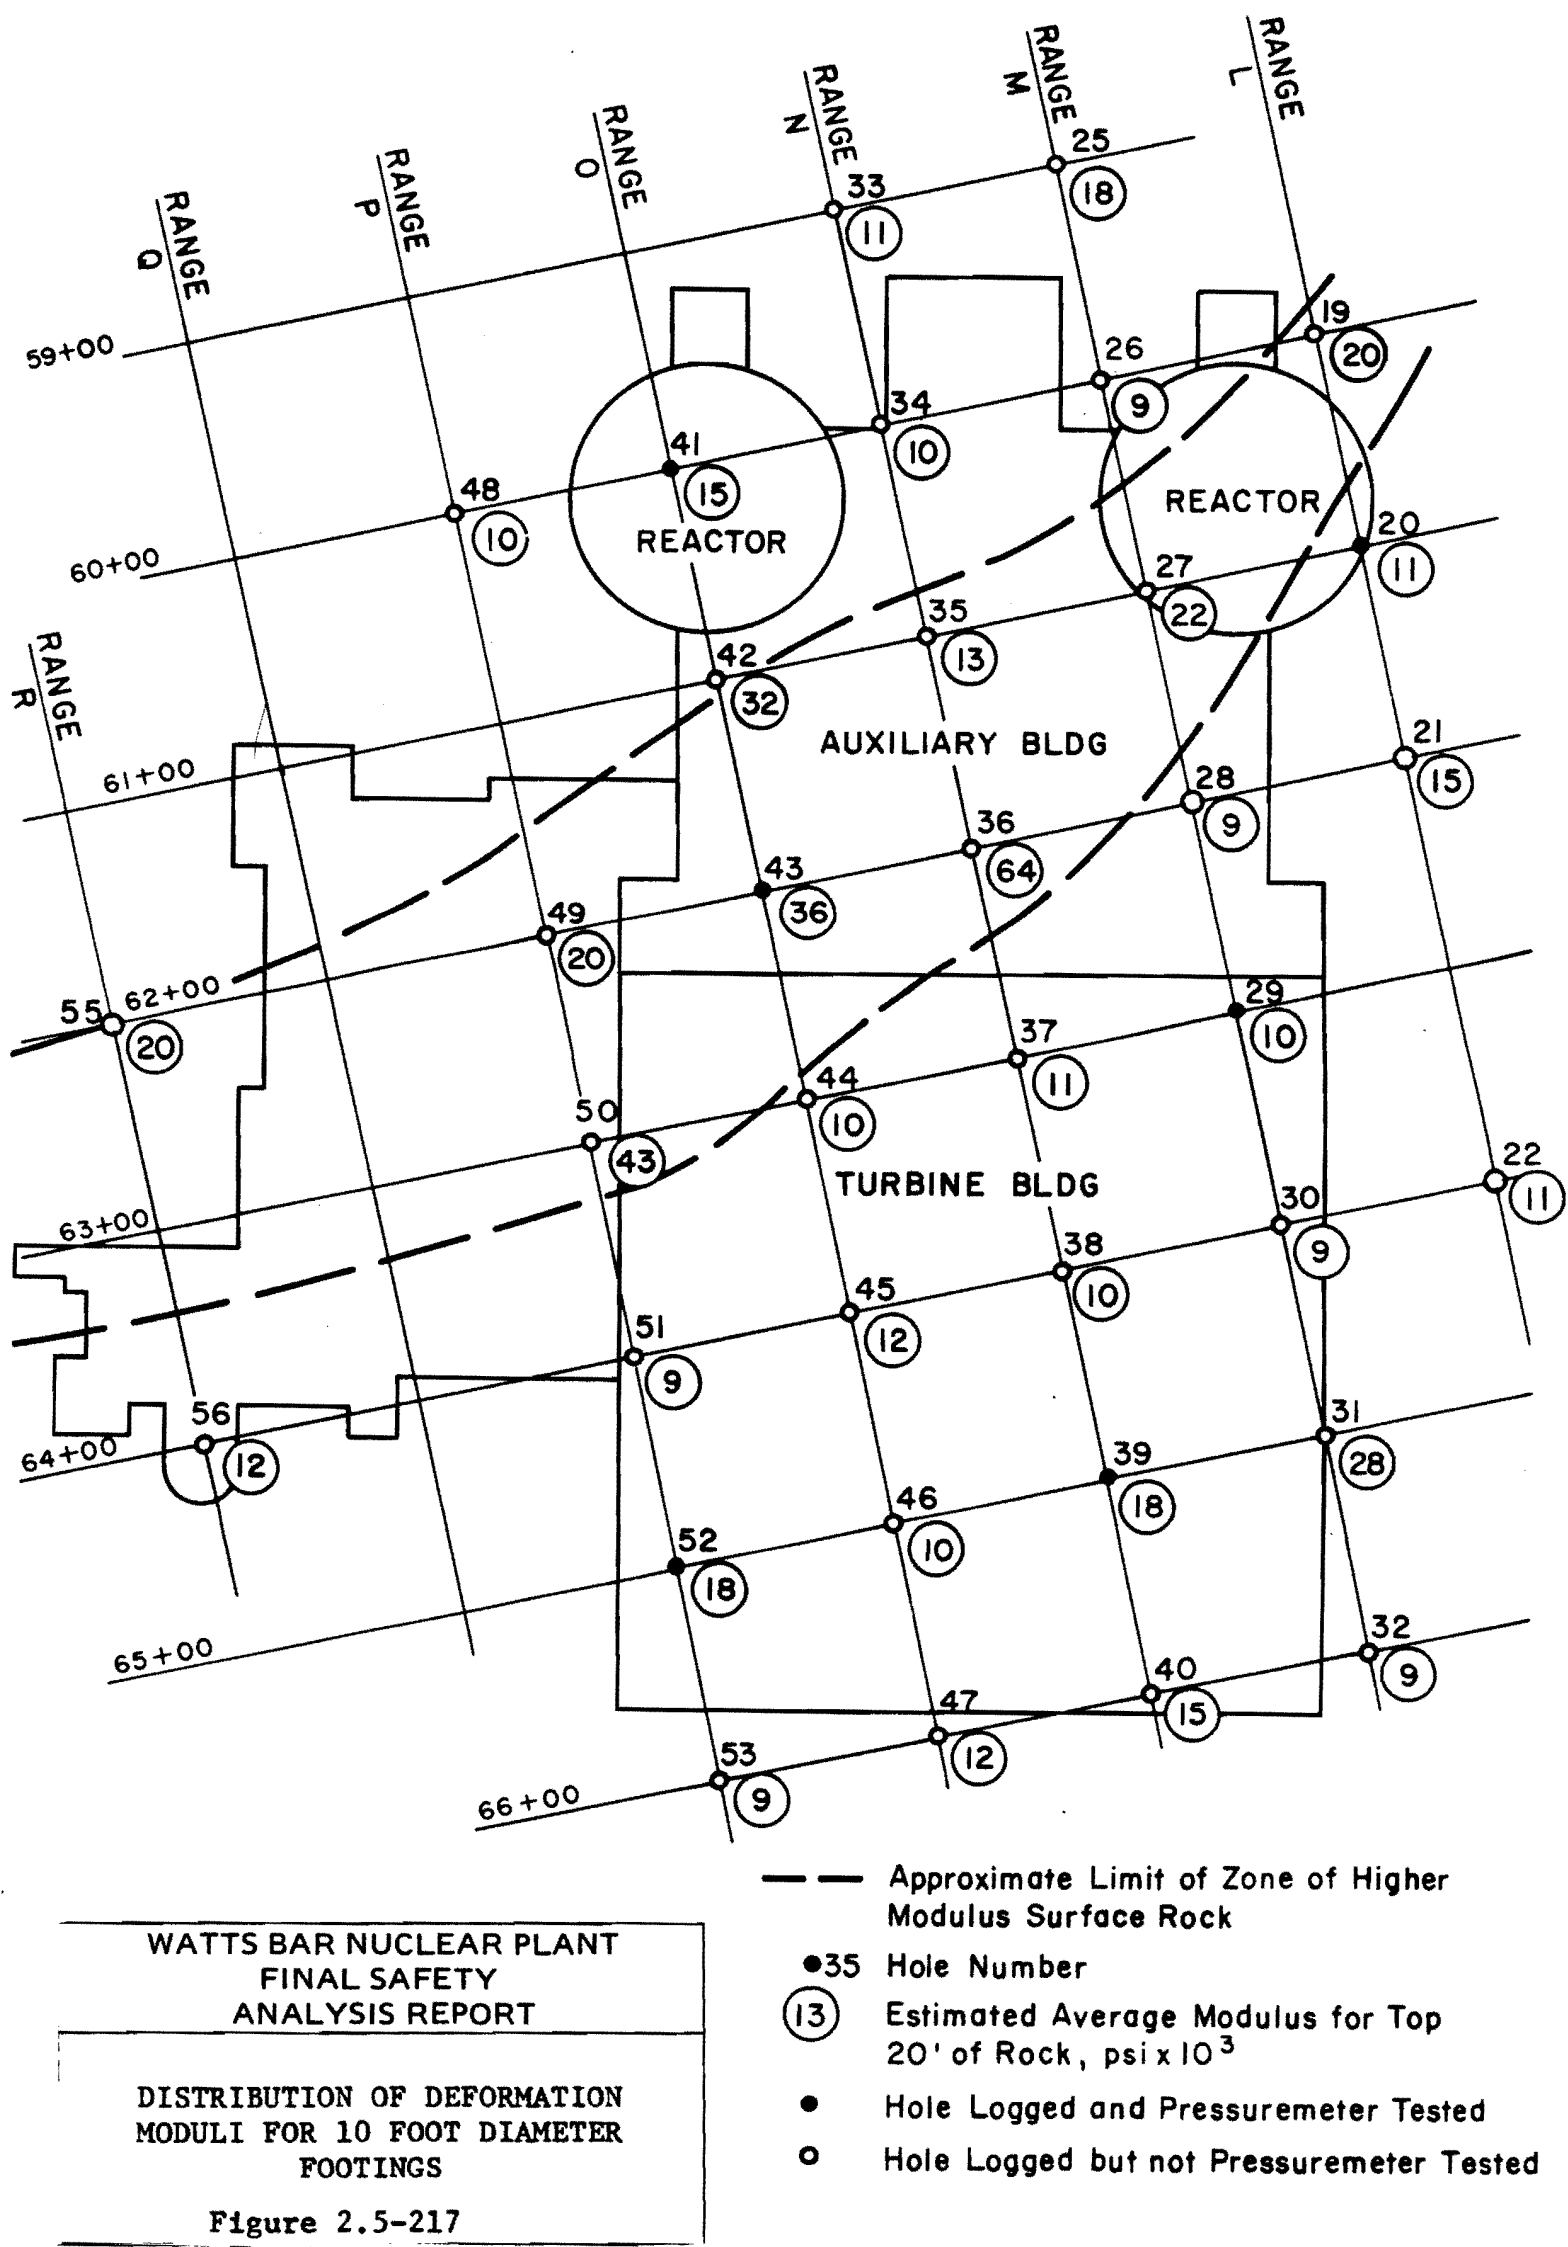 RANGE
L
RANGE
M
RANGE
N
RANGE
O
RANGE
P
RANGE
Q
RANGE
R
25
18
33
11
59+00
19
20
26
9
34
10
41
15
48
10
60+00
REACTOR
REACTOR
20
11
27
22
35
13
42
32
61+00
AUXILIARY BLDG
21
15
28
9
36
64
43
36
49
20
62+00
55
20
29
10
37
11
44
10
50
43
63+00
TURBINE BLDG
22
11
30
9
38
10
45
12
51
9
56
12
64+00
31
28
39
18
46
10
52
18
65+00
32
9
40
15
47
12
53
9
66+00
Approximate Limit of Zone of Higher
Modulus Surface Rock
35 Hole Number
13 Estimated Average Modulus for Top
20' of Rock, psi x 10³
Hole Logged and Pressuremeter Tested
Hole Logged but not Pressuremeter Tested
WATTS BAR NUCLEAR PLANT
FINAL SAFETY
ANALYSIS REPORT
DISTRIBUTION OF DEFORMATION
MODULI FOR 10 FOOT DIAMETER
FOOTINGS
Figure 2.5-217